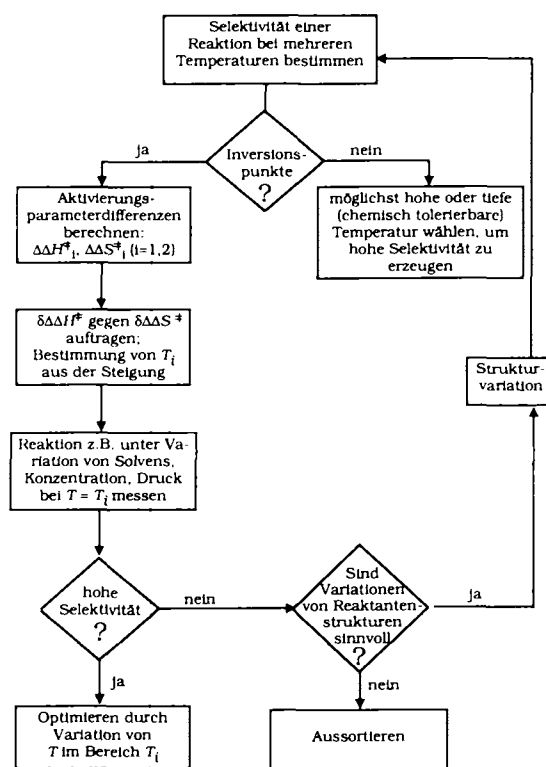 Selektivität einer
Reaktion bei mehreren
Temperaturen bestimmen
ja
Inversions-
punkte
?
nein
Aktivierungs-
parameterdifferenzen
berechnen:
ΔΔH‡i, ΔΔS‡i (i=1,2)
möglichst hohe oder tiefe
(chemisch tolerierbare)
Temperatur wählen, um
hohe Selektivität zu
erzeugen
δΔΔH‡ gegen δΔΔS‡
auftragen;
Bestimmung von Ti
aus der Steigung
Struktur-
variation
Reaktion z.B. unter Va-
riation von Solvens,
Konzentration, Druck
bei T = Ti messen
hohe
Selektivität
?
nein
Sind
Variationen
von Reaktanten-
strukturen
sinnvoll
?
ja
ja
nein
Optimieren durch
Variation von
T im Bereich Ti
Aussortieren